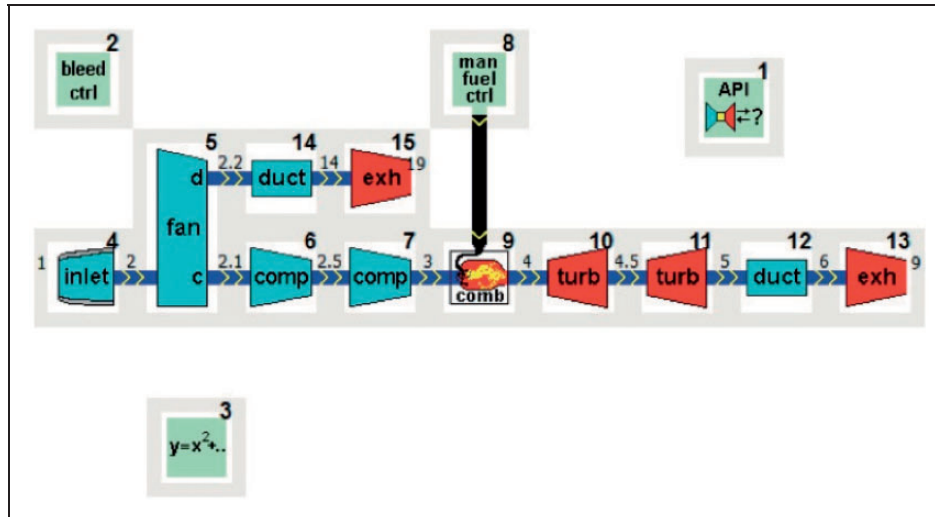 2
bleed
ctrl
8
man
fuel
ctrl
1
API
?
5
14
15
d
2.2
duct
14
exh
19
fan
4
6
7
9
10
11
12
13
1
inlet
2
c
2.1
comp
2.5
comp
3
comb
4
turb
4.5
turb
5
duct
6
exh
9
3
y=x²+..